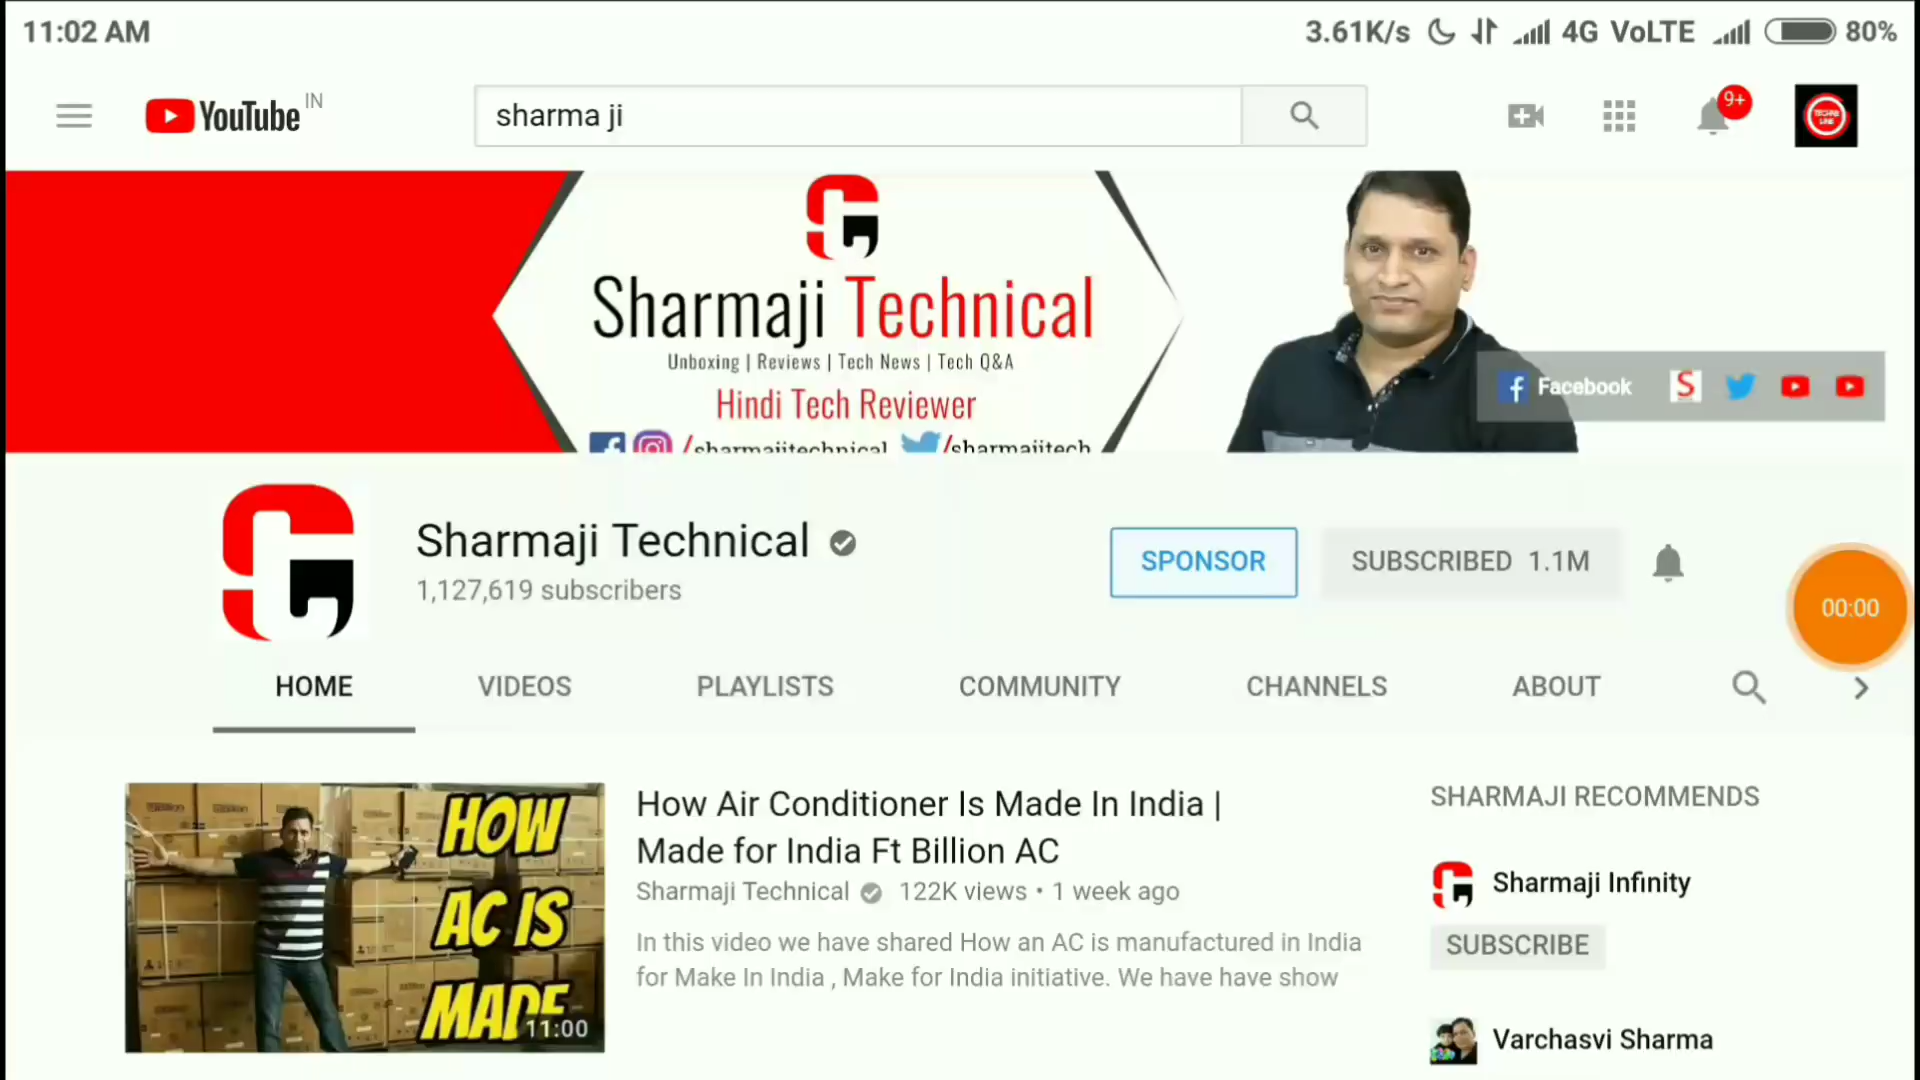 11:02 AM
3.61K/s 4G VoLTE 80%
YouTube IN
sharma ji
9+
Sharmaji Technical
Unboxing | Reviews | Tech News | Tech Q&A
Hindi Tech Reviewer
/sharmajitechnical /sharmajitech
Facebook
Sharmaji Technical
1,127,619 subscribers
SPONSOR
SUBSCRIBED 1.1M
00:00
HOME
VIDEOS
PLAYLISTS
COMMUNITY
CHANNELS
ABOUT
HOW
AC IS
MADE
11:00
How Air Conditioner Is Made In India |
Made for India Ft Billion AC
Sharmaji Technical 122K views • 1 week ago
In this video we have shared How an AC is manufactured in India
for Make In India , Make for India initiative. We have have show
SHARMAJI RECOMMENDS
Sharmaji Infinity
SUBSCRIBE
Varchasvi Sharma